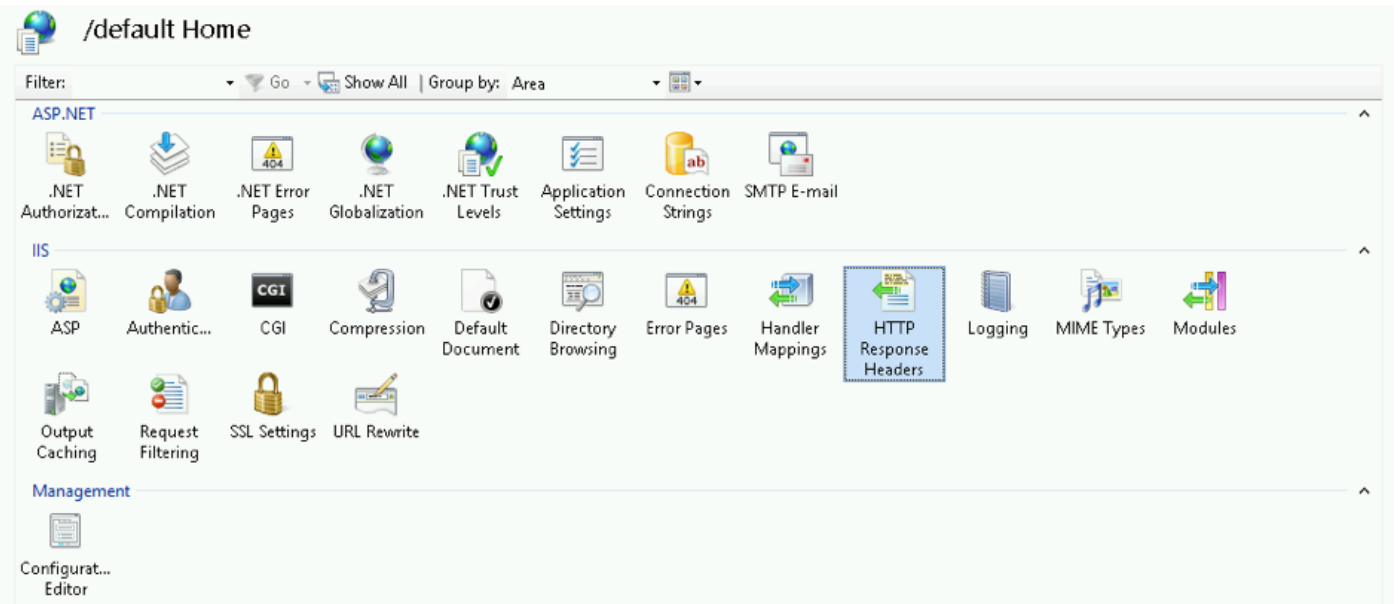 /default Home
Filter: Go Show All Group by: Area
ASP.NET
.NET Authorizat...
.NET Compilation
404
.NET Error Pages
.NET Globalization
.NET Trust Levels
Application Settings
ab
Connection Strings
SMTP E-mail
IIS
ASP
Authentic...
CGI
CGI
Compression
Default Document
Directory Browsing
404
Error Pages
Handler Mappings
HTTP Response Headers
Logging
MIME Types
Modules
Output Caching
Request Filtering
SSL Settings
URL Rewrite
Management
Configurat... Editor